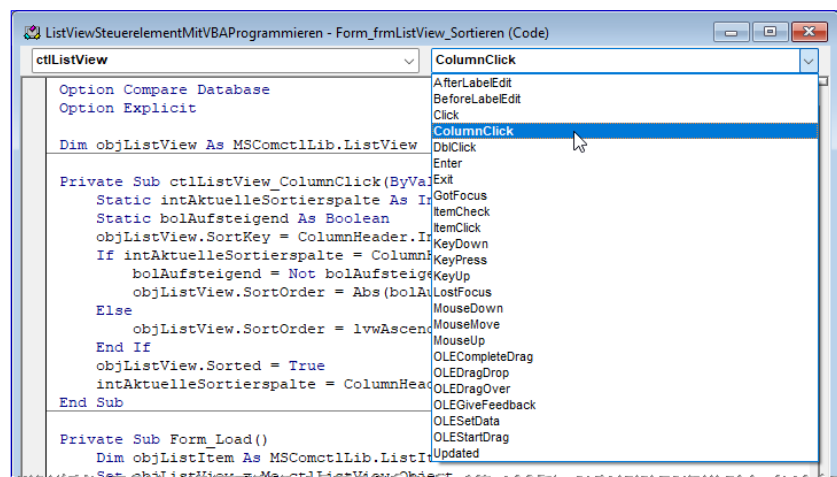 ListViewSteuerelementMitVBAProgrammieren - Form_frmListView_Sortieren (Code)
ctlListView
ColumnClick
Option Compare Database
Option Explicit
Dim objListView As MSComctlLib.ListView
Private Sub ctlListView_ColumnClick(ByVal
Static intAktuelleSortierspalte As In
Static bolAufsteigend As Boolean
objListView.SortKey = ColumnHeader.In
If intAktuelleSortierspalte = ColumnH
bolAufsteigend = Not bolAufsteige
objListView.SortOrder = Abs(bolAu
Else
objListView.SortOrder = lvwAscend
End If
objListView.Sorted = True
intAktuelleSortierspalte = ColumnHead
End Sub
Private Sub Form_Load()
Dim objListItem As MSComctlLib.ListIt
AfterLabelEdit
BeforeLabelEdit
Click
ColumnClick
DblClick
Enter
Exit
GotFocus
ItemCheck
ItemClick
KeyDown
KeyPress
KeyUp
LostFocus
MouseDown
MouseMove
MouseUp
OLECompleteDrag
OLEDragDrop
OLEDragOver
OLEGiveFeedback
OLESetData
OLEStartDrag
Updated